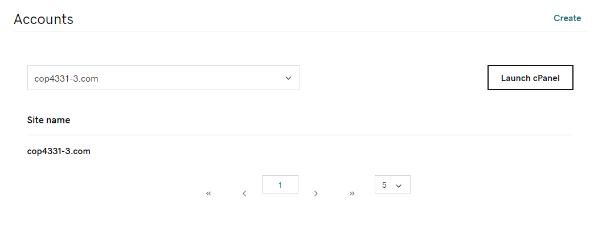 Accounts
Create
cop4331-3.com
Launch cPanel
Site name
cop4331-3.com
« ‹ 1 › » 5